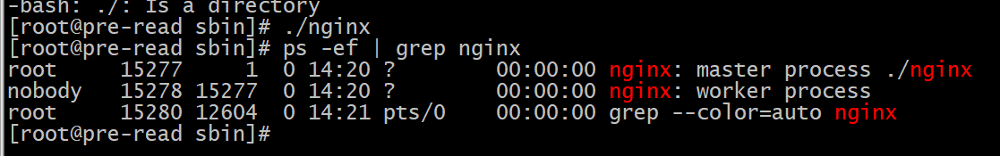 -bash: ./: Is a directory
[root@pre-read sbin]# ./nginx
[root@pre-read sbin]# ps -ef | grep nginx
root     15277     1  0 14:20 ?        00:00:00 nginx: master process ./nginx
nobody   15278 15277  0 14:20 ?        00:00:00 nginx: worker process
root     15280 12604  0 14:21 pts/0    00:00:00 grep --color=auto nginx
[root@pre-read sbin]#